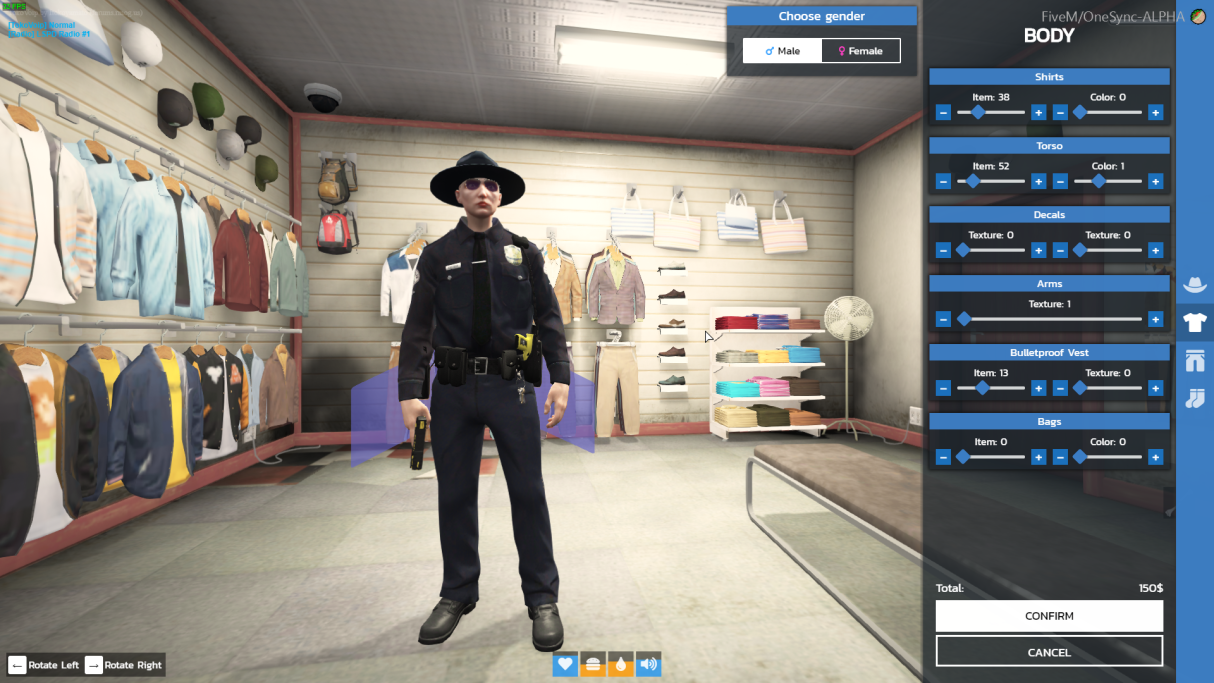 Choose gender
Male
Female
FiveM/OneSync-ALPHA
BODY
Shirts
Item: 38
Color: 0
Torso
Item: 52
Color: 1
Decals
Texture: 0
Texture: 0
Arms
Texture: 1
Bulletproof Vest
Item: 13
Texture: 0
Bags
Item: 0
Color: 0
Total:
150$
CONFIRM
CANCEL
← Rotate Left → Rotate Right